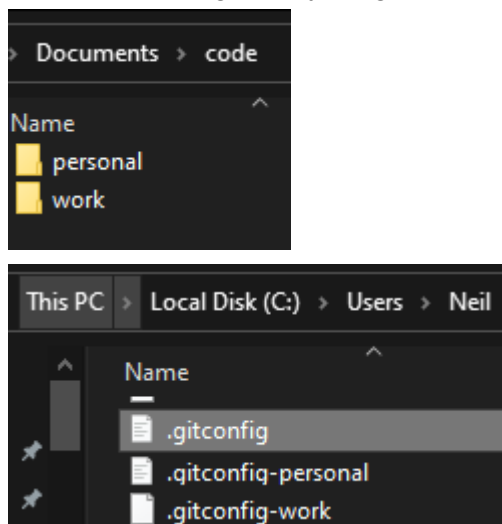 > Documents > code
Name
personal
work
This PC > Local Disk (C:) > Users > Neil
Name
.gitconfig
.gitconfig-personal
.gitconfig-work